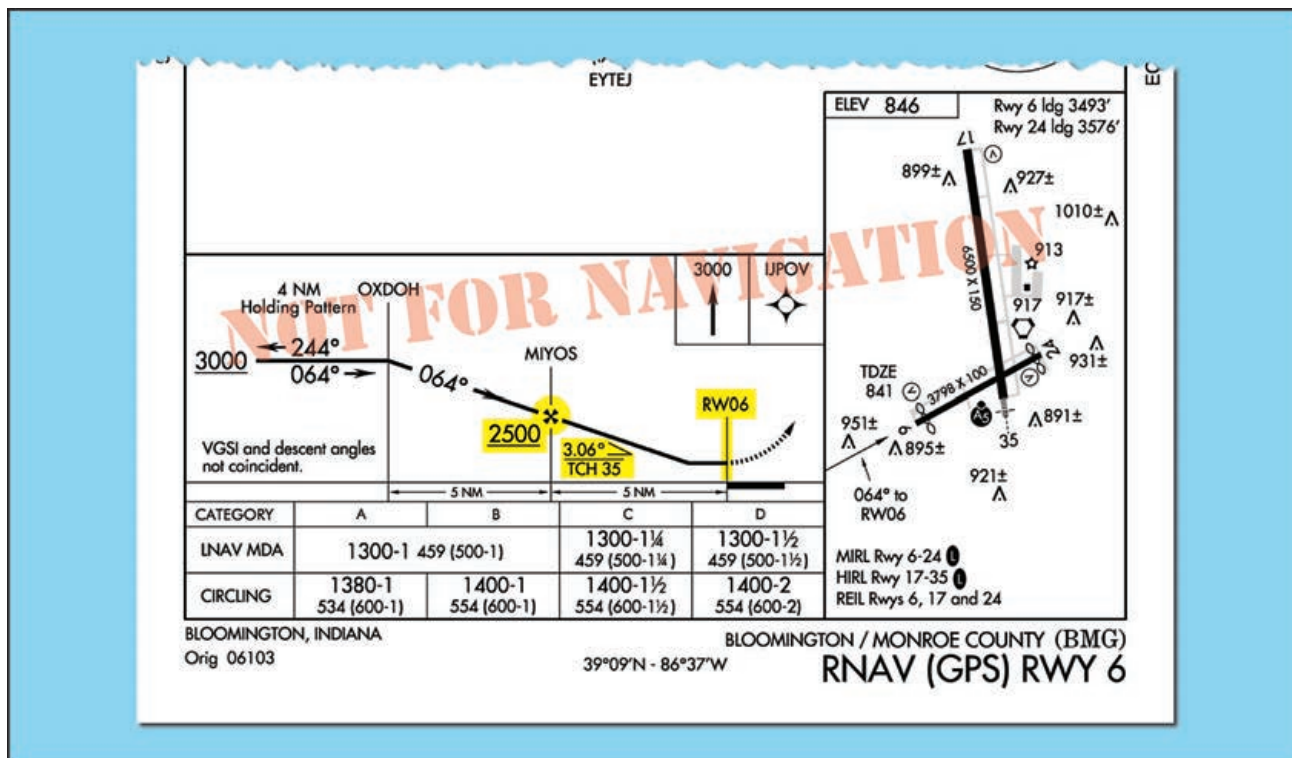 EYTEJ
ELEV 846
Rwy 6 ldg 3493'
Rwy 24 ldg 3576'
17
899±
927±
1010±
6500 X 150
913
917
917±
24
931±
TDZE
841
3798 X 100
A5
891±
951±
6
895±
35
921±
064° to
RW06
MIRL Rwy 6-24 L
HIRL Rwy 17-35 L
REIL Rwys 6, 17 and 24
NOT FOR NAVIGATION
3000
IJPOV
4 NM
Holding Pattern
OXDOH
244°
3000
064°
064°
MIYOS
RW06
2500
3.06°
TCH 35
VGSI and descent angles
not coincident.
5 NM
5 NM
CATEGORY A B C D
LNAV MDA 1300-1 459 (500-1) 1300-1¼ 1300-1½
459 (500-1¼) 459 (500-1½)
CIRCLING 1380-1 1400-1 1400-1½ 1400-2
534 (600-1) 554 (600-1) 554 (600-1½) 554 (600-2)
BLOOMINGTON, INDIANA
Orig 06103
39°09'N - 86°37'W
BLOOMINGTON / MONROE COUNTY (BMG)
RNAV (GPS) RWY 6